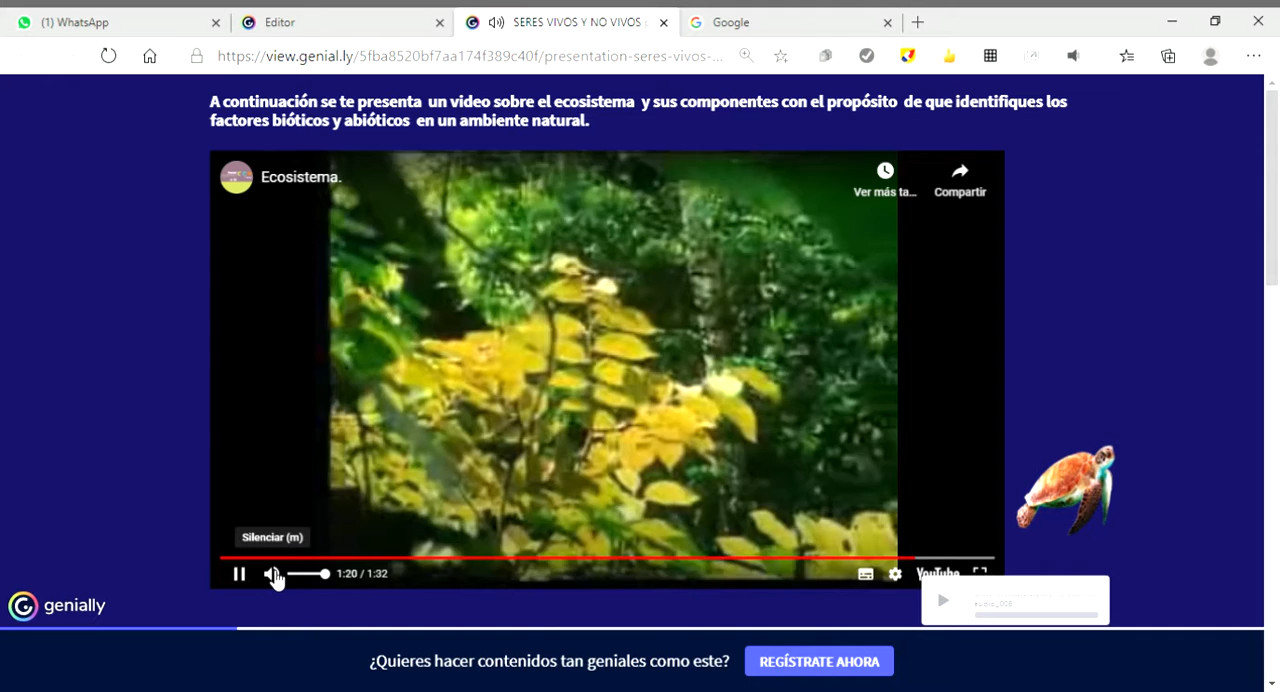 (1) WhatsApp
Editor
SERES VIVOS Y NO VIVOS :
Google
https://view.genial.ly/5fba8520bf7aa174f389c40f/presentation-seres-vivos-...
A continuación se te presenta un video sobre el ecosistema y sus componentes con el propósito de que identifiques los
factores bióticos y abióticos en un ambiente natural.
Ecosistema.
Ver más ta...
Compartir
Silenciar (m)
1:20 / 1:32
YouTube
audio_006
genially
¿Quieres hacer contenidos tan geniales como este?
REGÍSTRATE AHORA